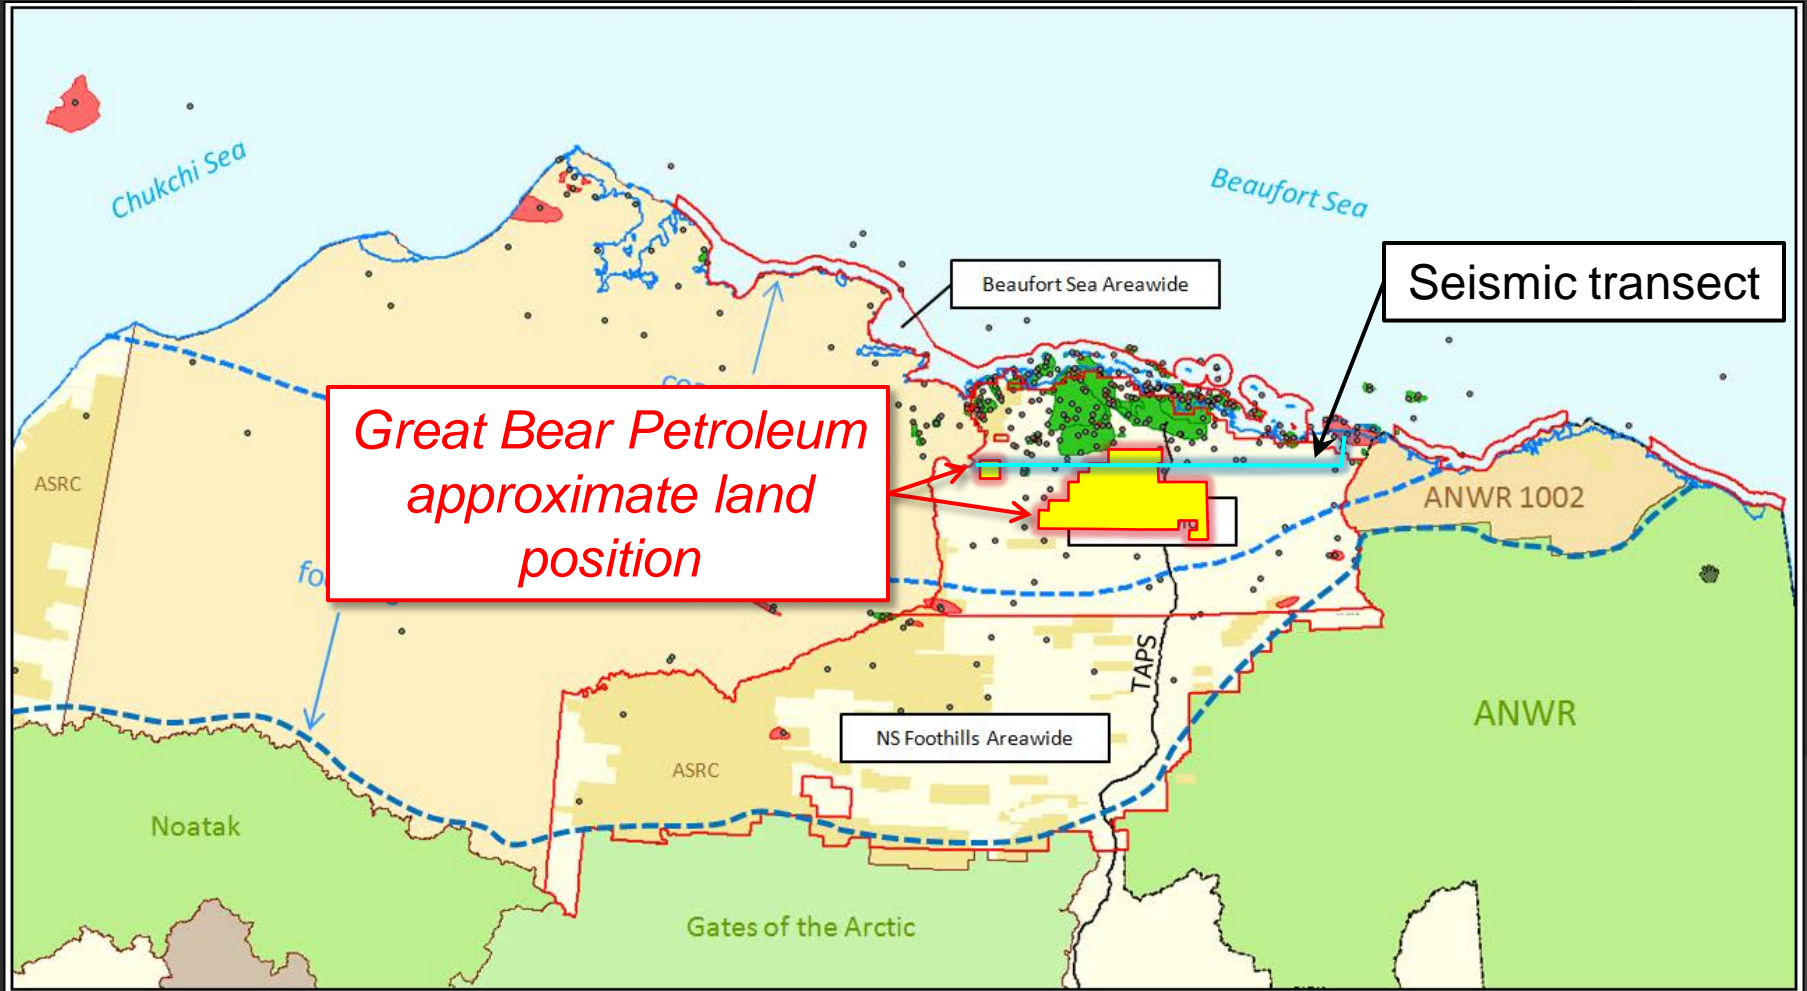 Chukchi Sea
Beaufort Sea
Beaufort Sea Areawide
Seismic transect
Great Bear Petroleum
approximate land
position
ASRC
ANWR 1002
TAPS
ANWR
NS Foothills Areawide
ASRC
Noatak
Gates of the Arctic